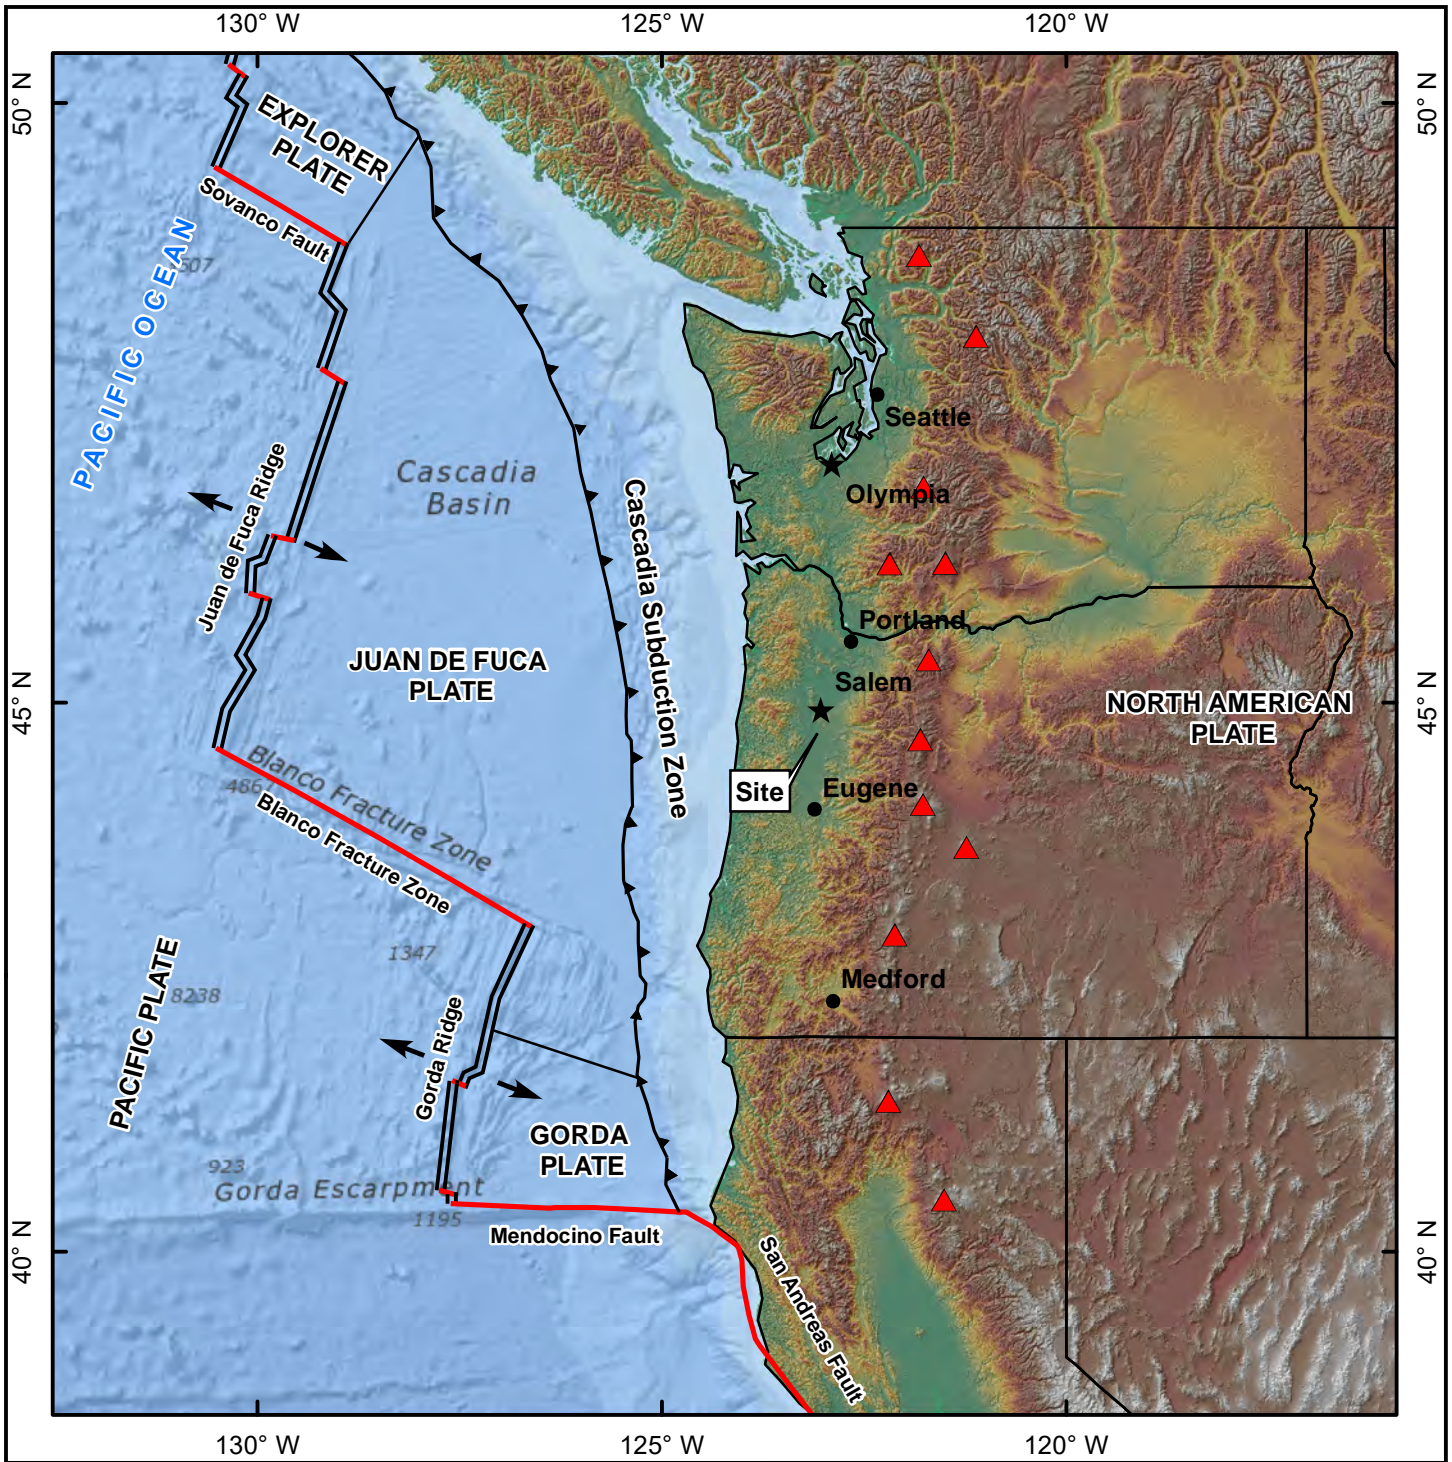 130° W
125° W
120° W
50° N
50° N
EXPLORER
PLATE
Sovanco Fault
PACIFIC OCEAN
Seattle
Juan de Fuca Ridge
Cascadia
Basin
Olympia
Cascadia Subduction Zone
Portland
JUAN DE FUCA
PLATE
Salem
45° N
NORTH AMERICAN
PLATE
45° N
Blanco Fracture Zone
Blanco Fracture Zone
Site
Eugene
1347
8238
Medford
PACIFIC PLATE
Gorda Ridge
GORDA
PLATE
923
Gorda Escarpment
1195
Mendocino Fault
40° N
San Andreas Fault
40° N
130° W
125° W
120° W